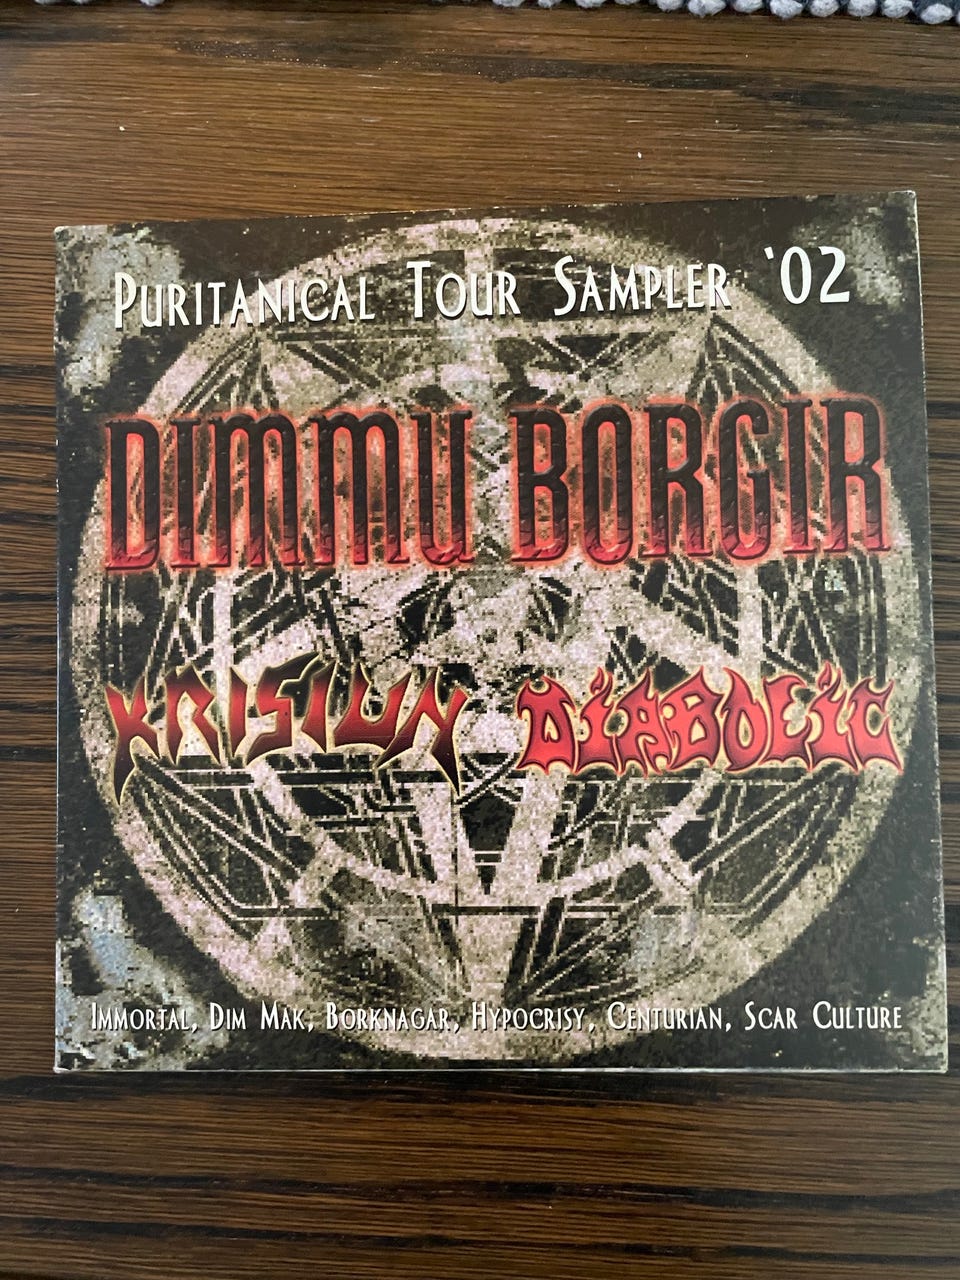 PURITANICAL TOUR SAMPLER '02
DIMMU BORGIR
KRISIUN DIABOLIC
IMMORTAL, DIM MAK, BORKNAGAR, HYPOCRISY, CENTURIAN, SCAR CULTURE